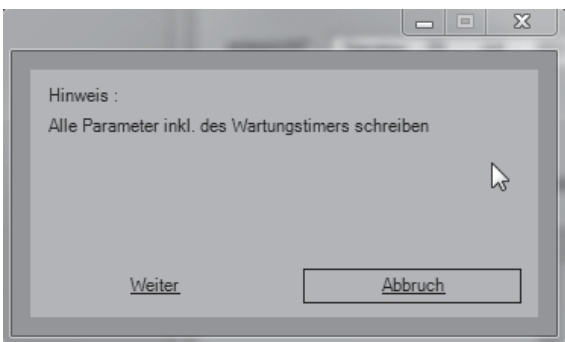 Hinweis :
Alle Parameter inkl. des Wartungstimers schreiben
Weiter
Abbruch